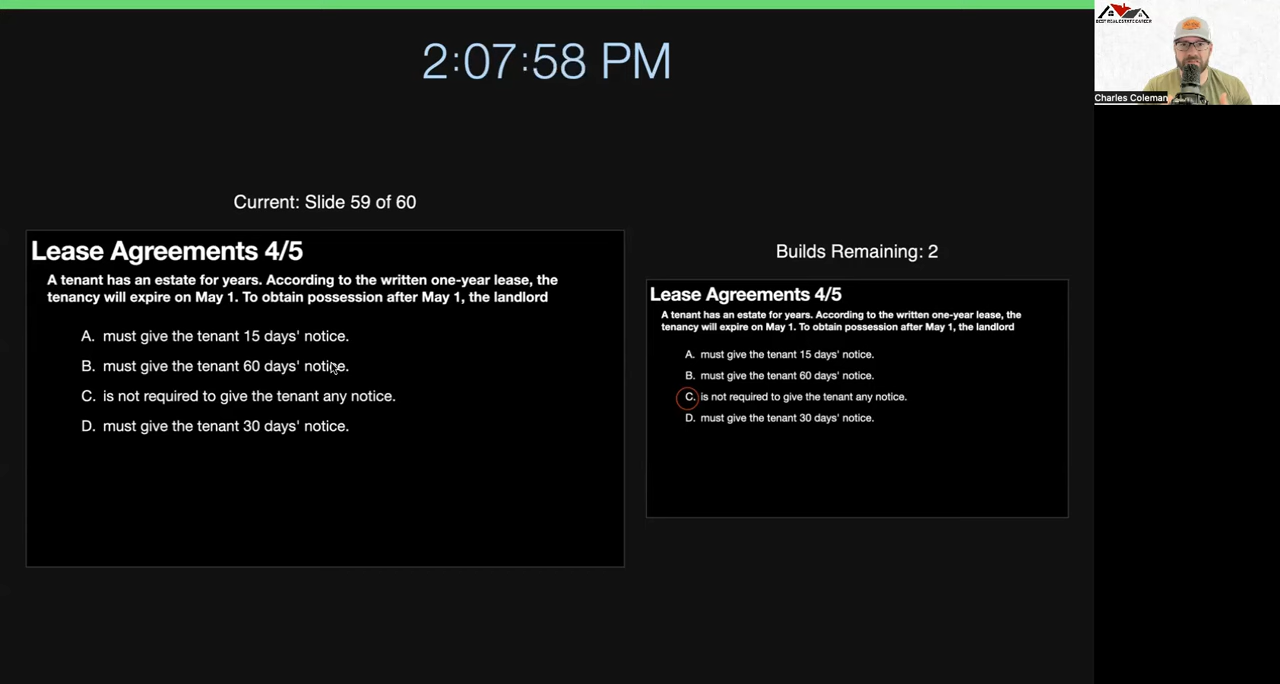 2:07:58 PM
BEST REAL ESTATE CAREER
Charles Coleman
Current: Slide 59 of 60
Lease Agreements 4/5
A tenant has an estate for years. According to the written one-year lease, the
tenancy will expire on May 1. To obtain possession after May 1, the landlord
A. must give the tenant 15 days' notice.
B. must give the tenant 60 days' notice.
C. is not required to give the tenant any notice.
D. must give the tenant 30 days' notice.
Builds Remaining: 2
Lease Agreements 4/5
A tenant has an estate for years. According to the written one-year lease, the
tenancy will expire on May 1. To obtain possession after May 1, the landlord
A. must give the tenant 15 days' notice.
B. must give the tenant 60 days' notice.
C. is not required to give the tenant any notice.
D. must give the tenant 30 days' notice.